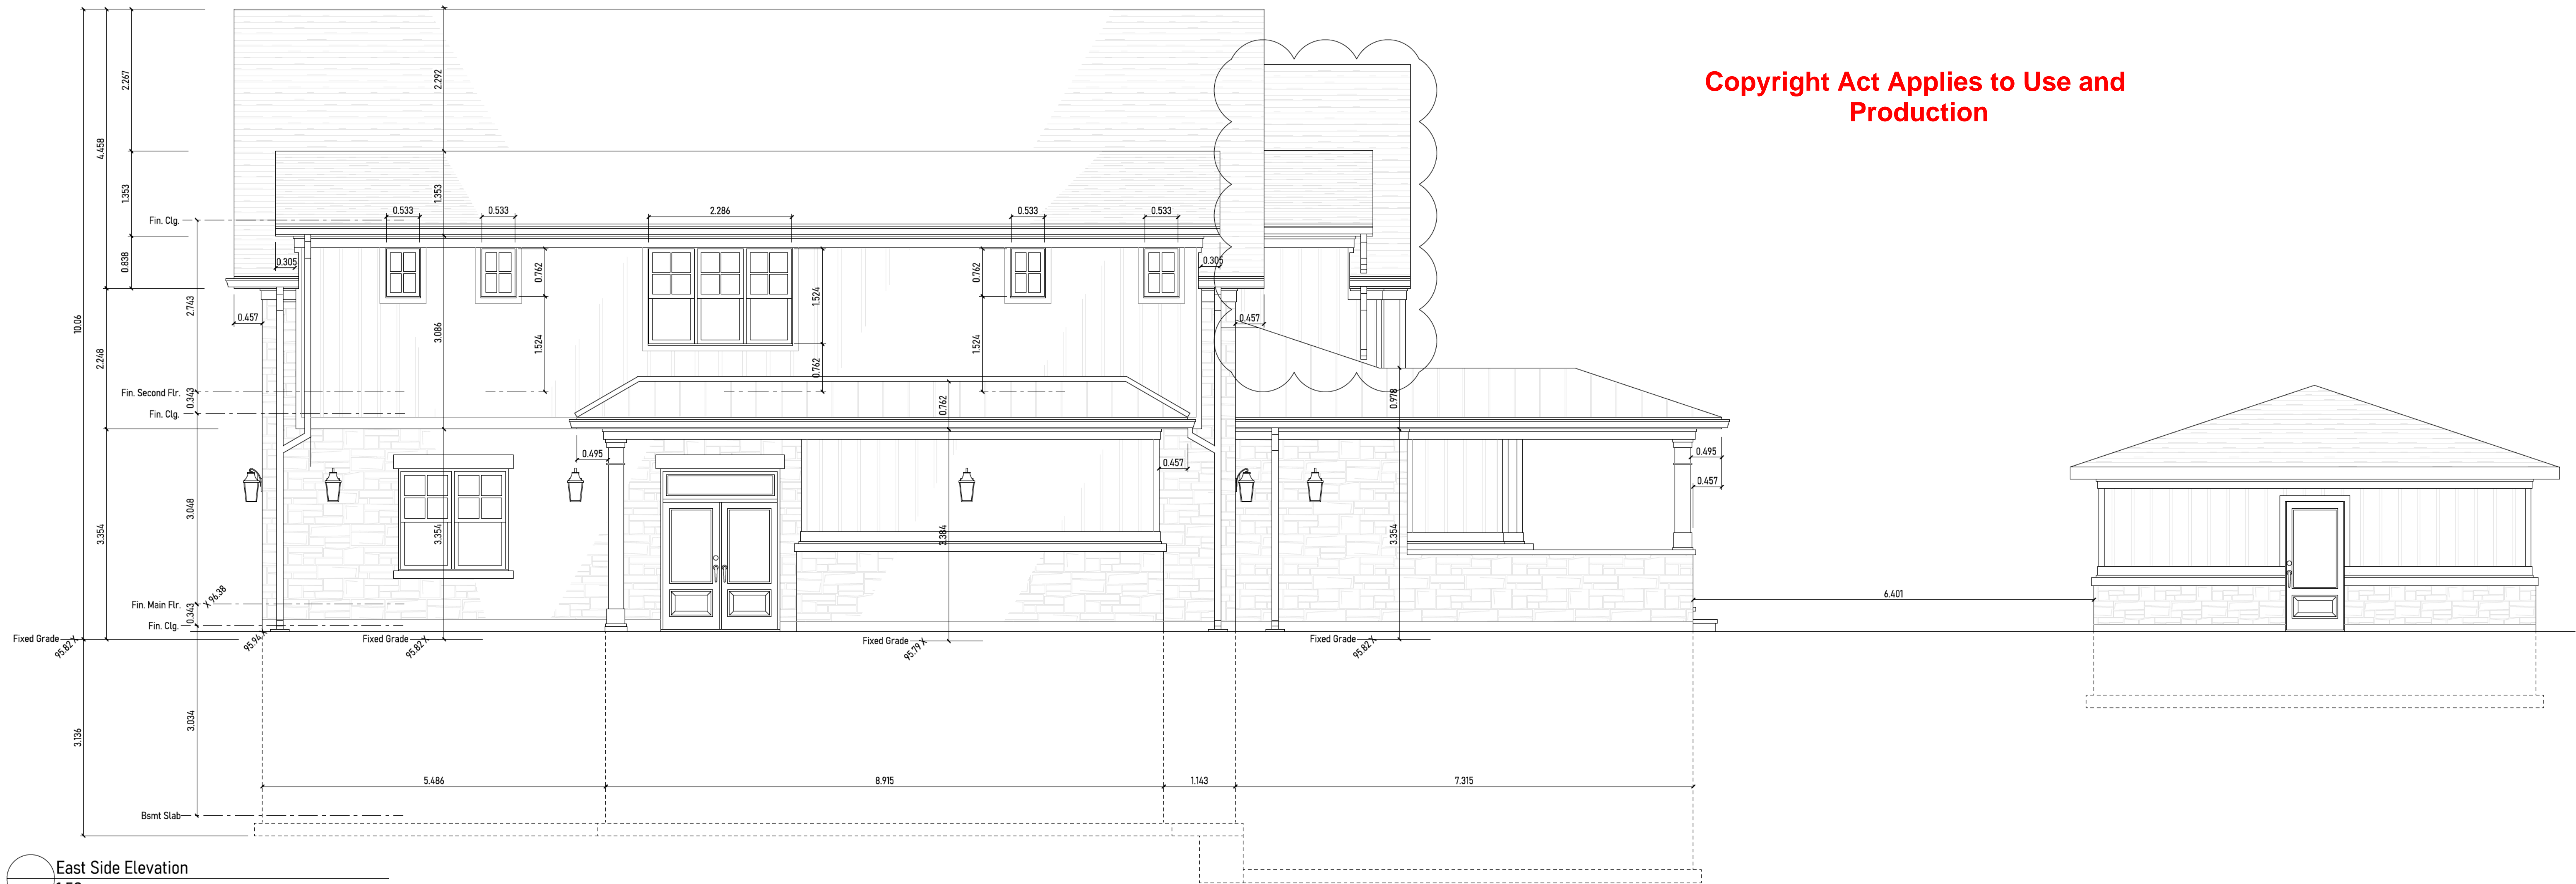 Copyright Act Applies to Use and
Production
2.267
2.292
4.458
1.353
1.353
Fin. Clg.
0.533
0.533
2.286
0.533
0.533
0.838
0.305
0.305
0.762
0.762
1.524
2.743
10.06
0.457
0.457
3.086
1.524
1.524
2.248
0.762
Fin. Second Flr.
0.343
Fin. Clg.
0.762
0.978
0.495
0.457
0.495
0.457
3.048
3.354
3.354
3.384
3.354
X 96.38
Fin. Main Flr.
0.343
Fin. Clg.
6.401
Fixed Grade
95.82 X
95.94 X
Fixed Grade
95.82 X
Fixed Grade
95.79 X
Fixed Grade
95.82 X
3.034
3.136
5.486
8.915
1.143
7.315
Bsmt Slab
East Side Elevation